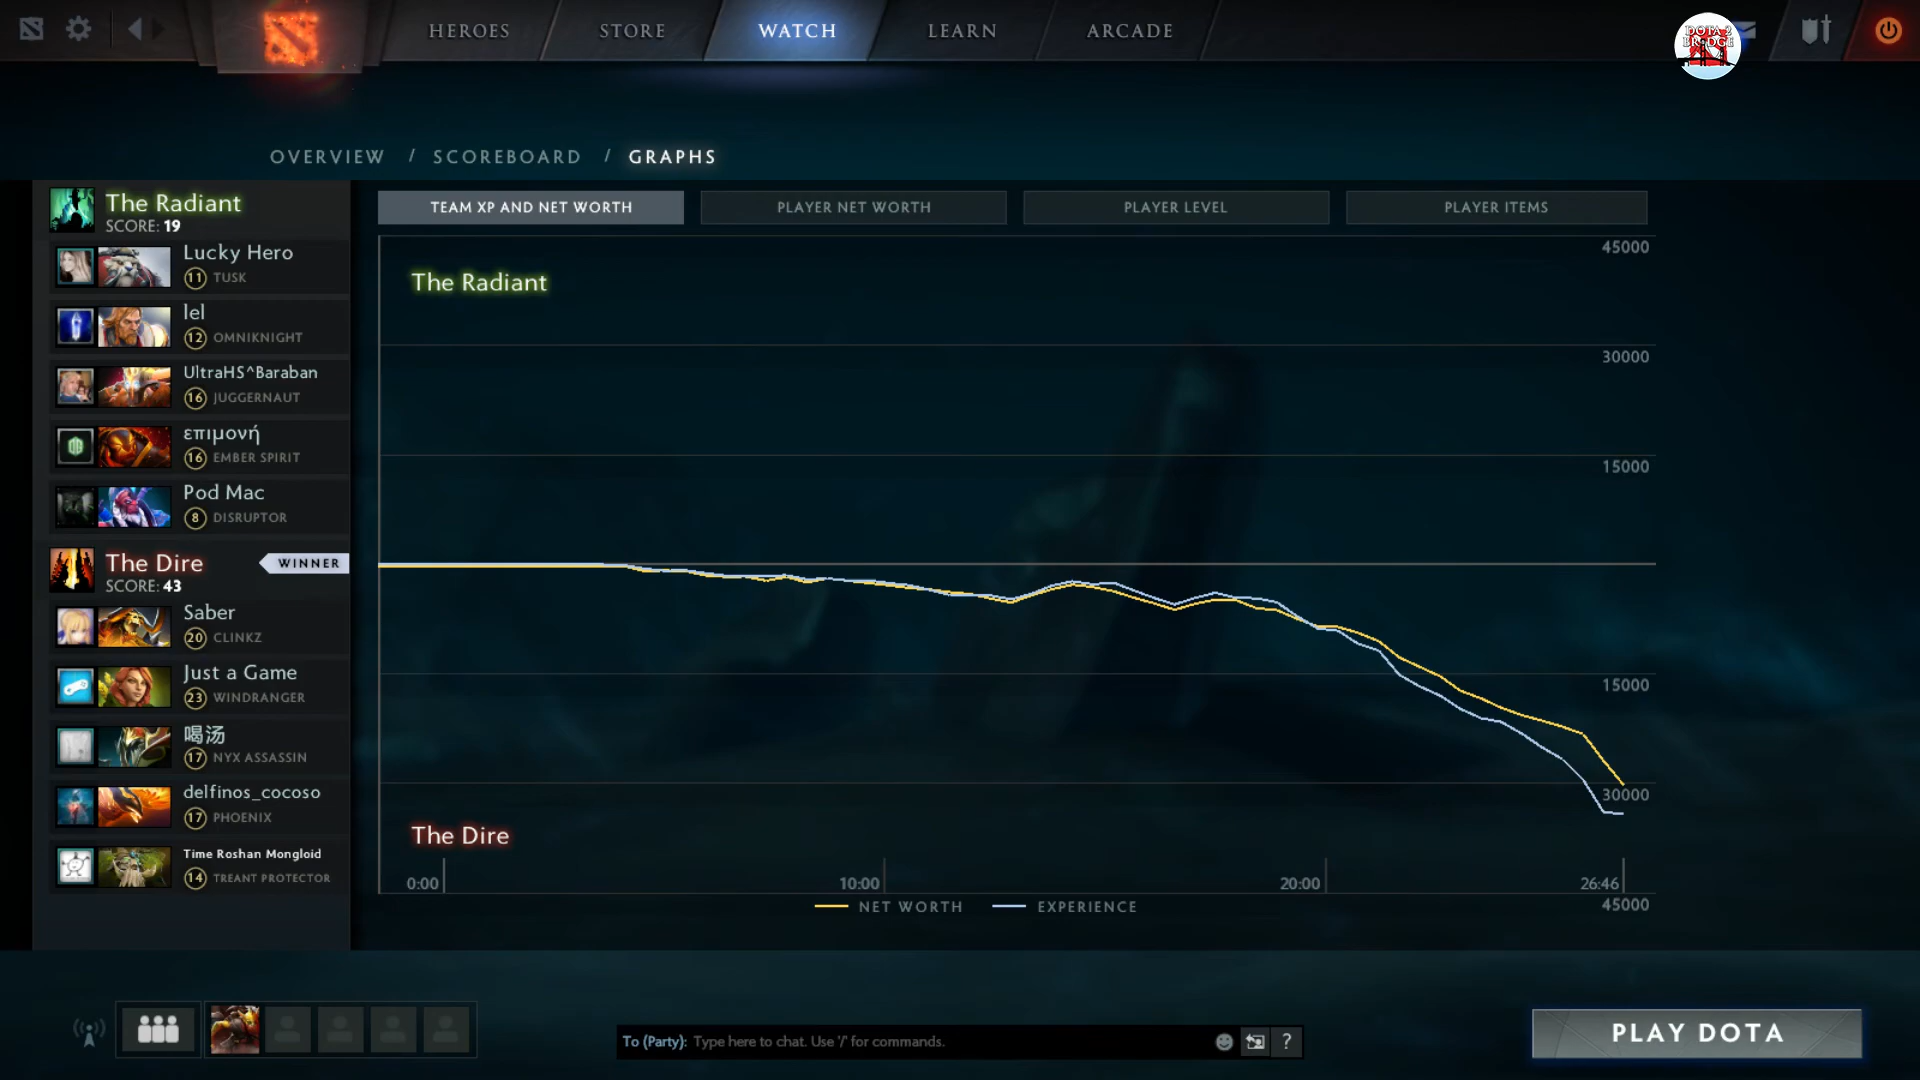 HEROES
STORE
WATCH
LEARN
ARCADE
DOTA 2
BRIDGE
OVERVIEW / SCOREBOARD / GRAPHS
The Radiant
SCORE: 19
Lucky Hero
11 TUSK
lel
12 OMNIKNIGHT
UltraHS^Baraban
16 JUGGERNAUT
επιμονή
16 EMBER SPIRIT
Pod Mac
8 DISRUPTOR
The Dire
WINNER
SCORE: 43
Saber
20 CLINKZ
Just a Game
23 WINDRANGER
喝汤
17 NYX ASSASSIN
delfinos_cocoso
17 PHOENIX
Time Roshan Mongloid
14 TREANT PROTECTOR
TEAM XP AND NET WORTH
PLAYER NET WORTH
PLAYER LEVEL
PLAYER ITEMS
45000
The Radiant
30000
15000
15000
30000
The Dire
0:00
10:00
20:00
26:46
45000
NET WORTH
EXPERIENCE
To (Party): Type here to chat. Use '/' for commands.
?
PLAY DOTA